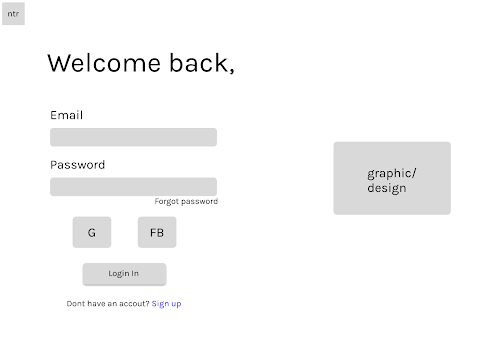 ntr
Welcome back,
Email
Password
Forgot password
G
FB
Login In
Dont have an accout? Sign up
graphic/
design